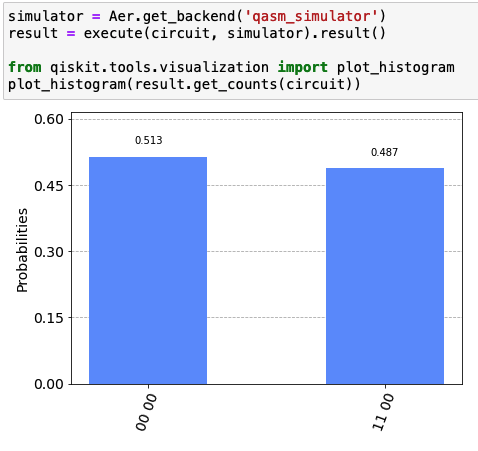 simulator = Aer.get_backend('qasm_simulator')
result = execute(circuit, simulator).result()
from qiskit.tools.visualization import plot_histogram
plot_histogram(result.get_counts(circuit))
0.60
0.513
0.487
0.45
0.30
0.15
0.00
Probabilities
00 00
11 00